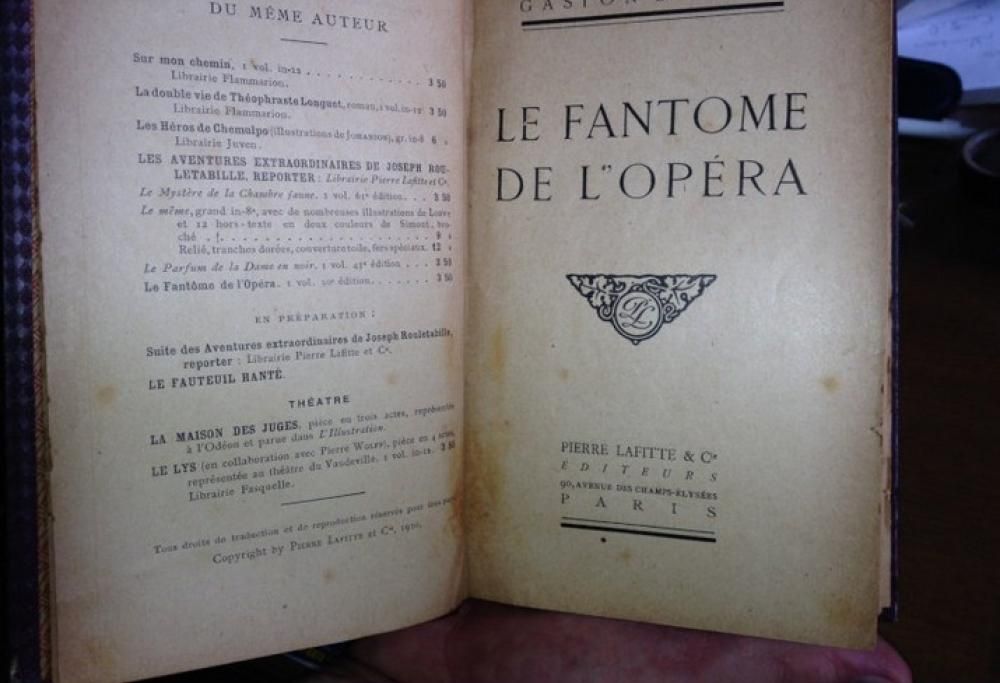 DU MÊME AUTEUR
Sur mon chemin, 1 vol. in-12 . . . . . . . . . . . . 3 50
Librairie Flammarion.
La double vie de Théophraste Longuet, roman, 1 vol. in-12 3 50
Librairie Flammarion.
Les Héros de Chemulpo (illustrations de), gr. in-8 6 »
Librairie Juven.
LES AVENTURES EXTRAORDINAIRES DE JOSEPH ROU-
LETABILLE, REPORTER : Librairie Pierre Lafitte et Cie.
Le Mystère de la Chambre jaune. 1 vol. 61e édition. . . 3 50
Le même, grand in-8e, avec de nombreuses illustrations de
et 12 hors-texte en deux couleurs de Simont, bro-
ché . . . . . . . . . . . . . . . . . . . 9 »
Relié, tranches dorées, couverture toile, fers spéciaux. 12 »
Le Parfum de la Dame en noir. 1 vol. 43e édition . . . 3 50
Le Fantôme de l'Opéra. 1 vol. édition. . . . . . . 3 50
EN PRÉPARATION :
Suite des Aventures extraordinaires de Joseph Rouletabille,
reporter : Librairie Pierre Lafitte et Cie.
LE FAUTEUIL HANTÉ.
THÉATRE
LA MAISON DES JUGES, pièce en trois actes, représentée
à l'Odéon et parue dans L'Illustration.
LE LYS (en collaboration avec Pierre WOLFF), pièce en 4 actes,
représentée au théâtre du Vaudeville. 1 vol. in-12. 3 50
Librairie Fasquelle.
Tous droits de traduction et de reproduction réservés pour tous pays.
Copyright by PIERRE LAFITTE et Cie, 1910.
GASTON
LE FANTOME
DE L'OPÉRA
PL
PIERRE LAFITTE & Cie
ÉDITEURS
90, AVENUE DES CHAMPS-ÉLYSÉES
PARIS